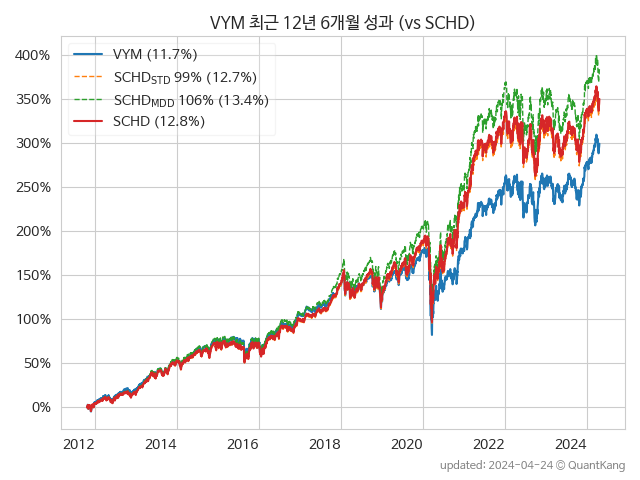 VYM 최근 12년 6개월 성과 (vs SCHD)
VYM (11.7%)
SCHD_STD 99% (12.7%)
SCHD_MDD 106% (13.4%)
SCHD (12.8%)
400%
350%
300%
250%
200%
150%
100%
50%
0%
2012 2014 2016 2018 2020 2022 2024
updated: 2024-04-24 © QuantKang